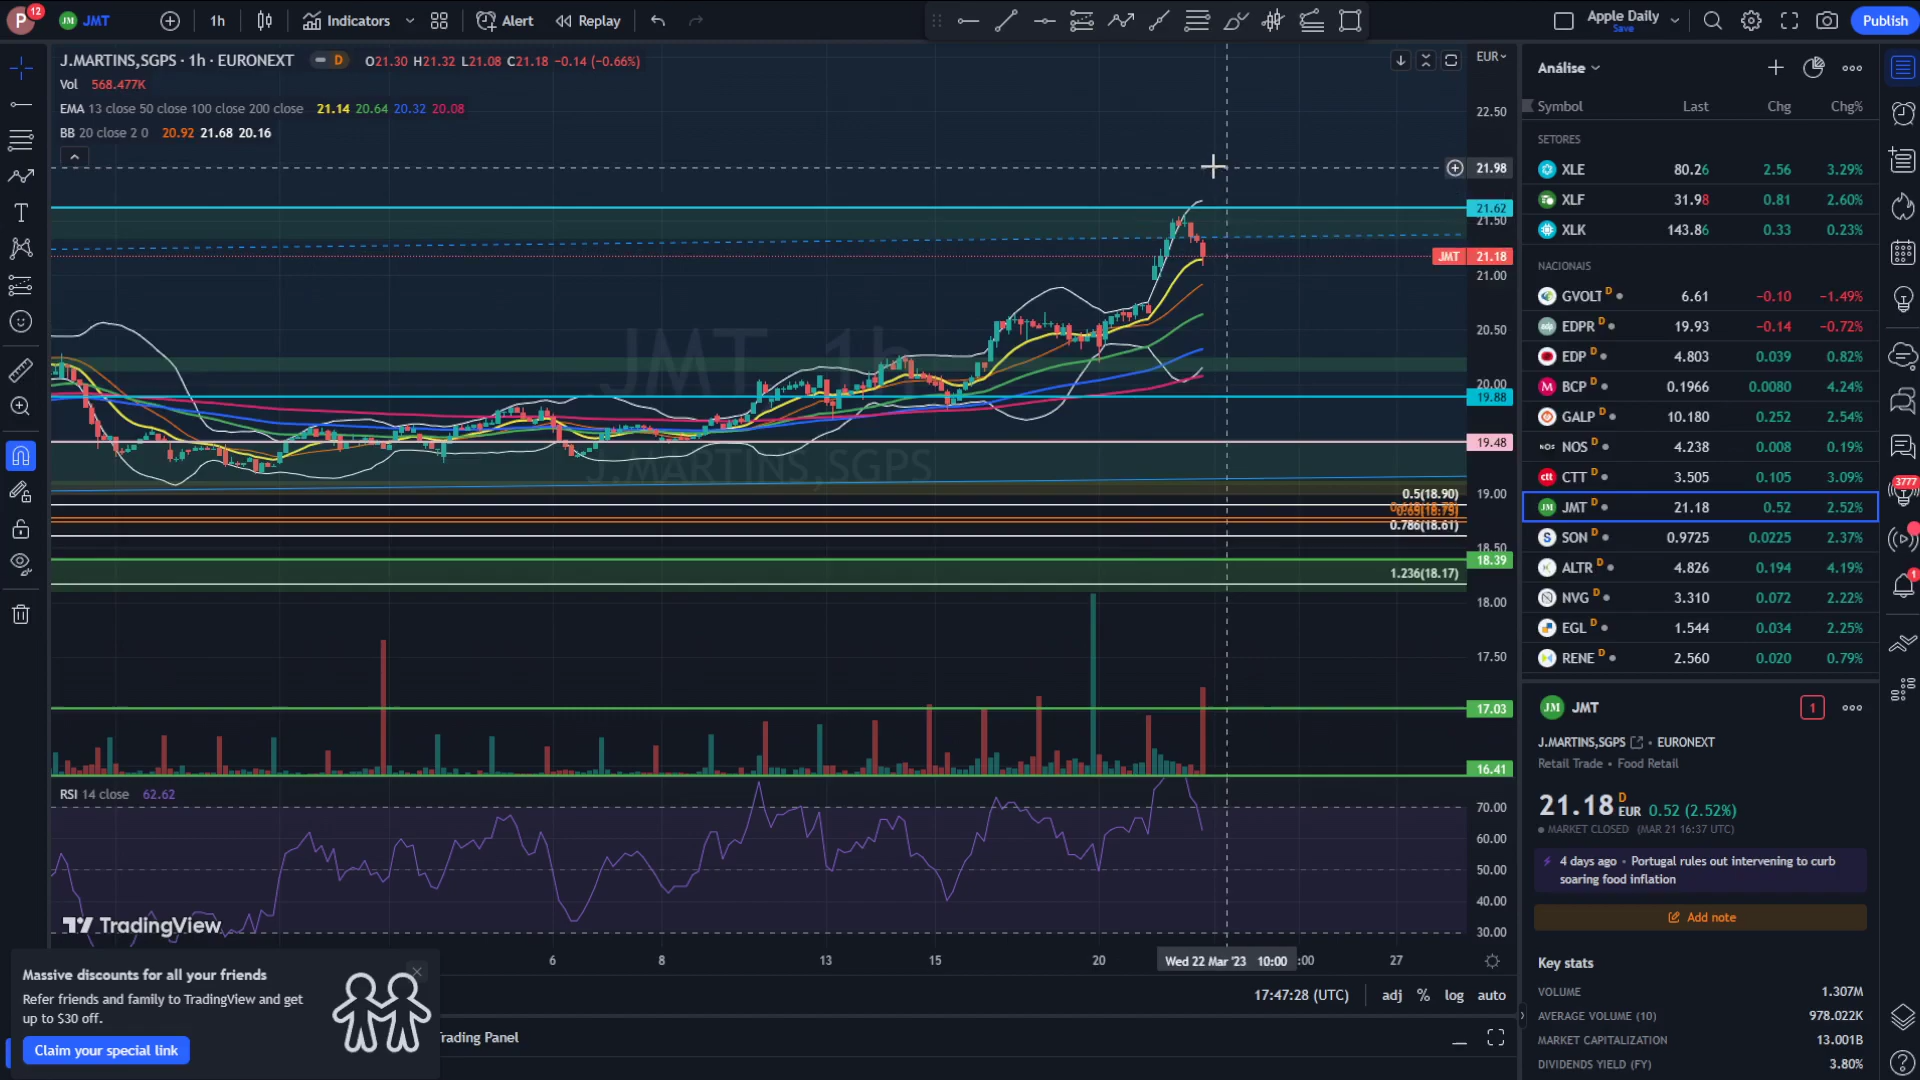 P 12 JM JMT 1h Indicators Alert Replay Apple Daily Save Publish
J.MARTINS,SGPS · 1h · EURONEXT D O21.30 H21.32 L21.08 C21.18 −0.14 (−0.66%)
Vol 568.477K
EMA 13 close 50 close 100 close 200 close 21.14 20.64 20.32 20.08
BB 20 close 2 0 20.92 21.68 20.16
EUR
22.50
21.98
21.62
21.50
JMT 21.18
21.00
20.50
20.00
19.88
19.48
19.00
18.50
18.39
18.00
17.50
17.03
16.41
JMT, 1h
J.MARTINS,SGPS
0.5(18.90)
0.786(18.61)
1.236(18.17)
RSI 14 close 62.62
70.00
60.00
50.00
40.00
30.00
TradingView
6 8 13 15 20 Wed 22 Mar '23 10:00 :00 27
17:47:28 (UTC) adj % log auto
Trading Panel
Massive discounts for all your friends
Refer friends and family to TradingView and get
up to $30 off.
Claim your special link
Análise
Symbol Last Chg Chg%
SETORES
XLE 80.26 2.56 3.29%
XLF 31.98 0.81 2.60%
XLK 143.86 0.33 0.23%
NACIONAIS
GVOLT D 6.61 −0.10 −1.49%
EDPR D 19.93 −0.14 −0.72%
EDP D 4.803 0.039 0.82%
BCP D 0.1966 0.0080 4.24%
GALP D 10.180 0.252 2.54%
NOS NOS D 4.238 0.008 0.19%
ctt CTT D 3.505 0.105 3.09%
JM JMT D 21.18 0.52 2.52%
S SON D 0.9725 0.0225 2.37%
ALTR D 4.826 0.194 4.19%
NVG D 3.310 0.072 2.22%
EGL D 1.544 0.034 2.25%
RENE D 2.560 0.020 0.79%
JM JMT 1
J.MARTINS,SGPS • EURONEXT
Retail Trade • Food Retail
21.18 D EUR 0.52 (2.52%)
MARKET CLOSED (MAR 21 16:37 UTC)
4 days ago • Portugal rules out intervening to curb
soaring food inflation
Add note
Key stats
VOLUME 1.307M
AVERAGE VOLUME (10) 978.022K
MARKET CAPITALIZATION 13.001B
DIVIDENDS YIELD (FY) 3.80%
3777
1